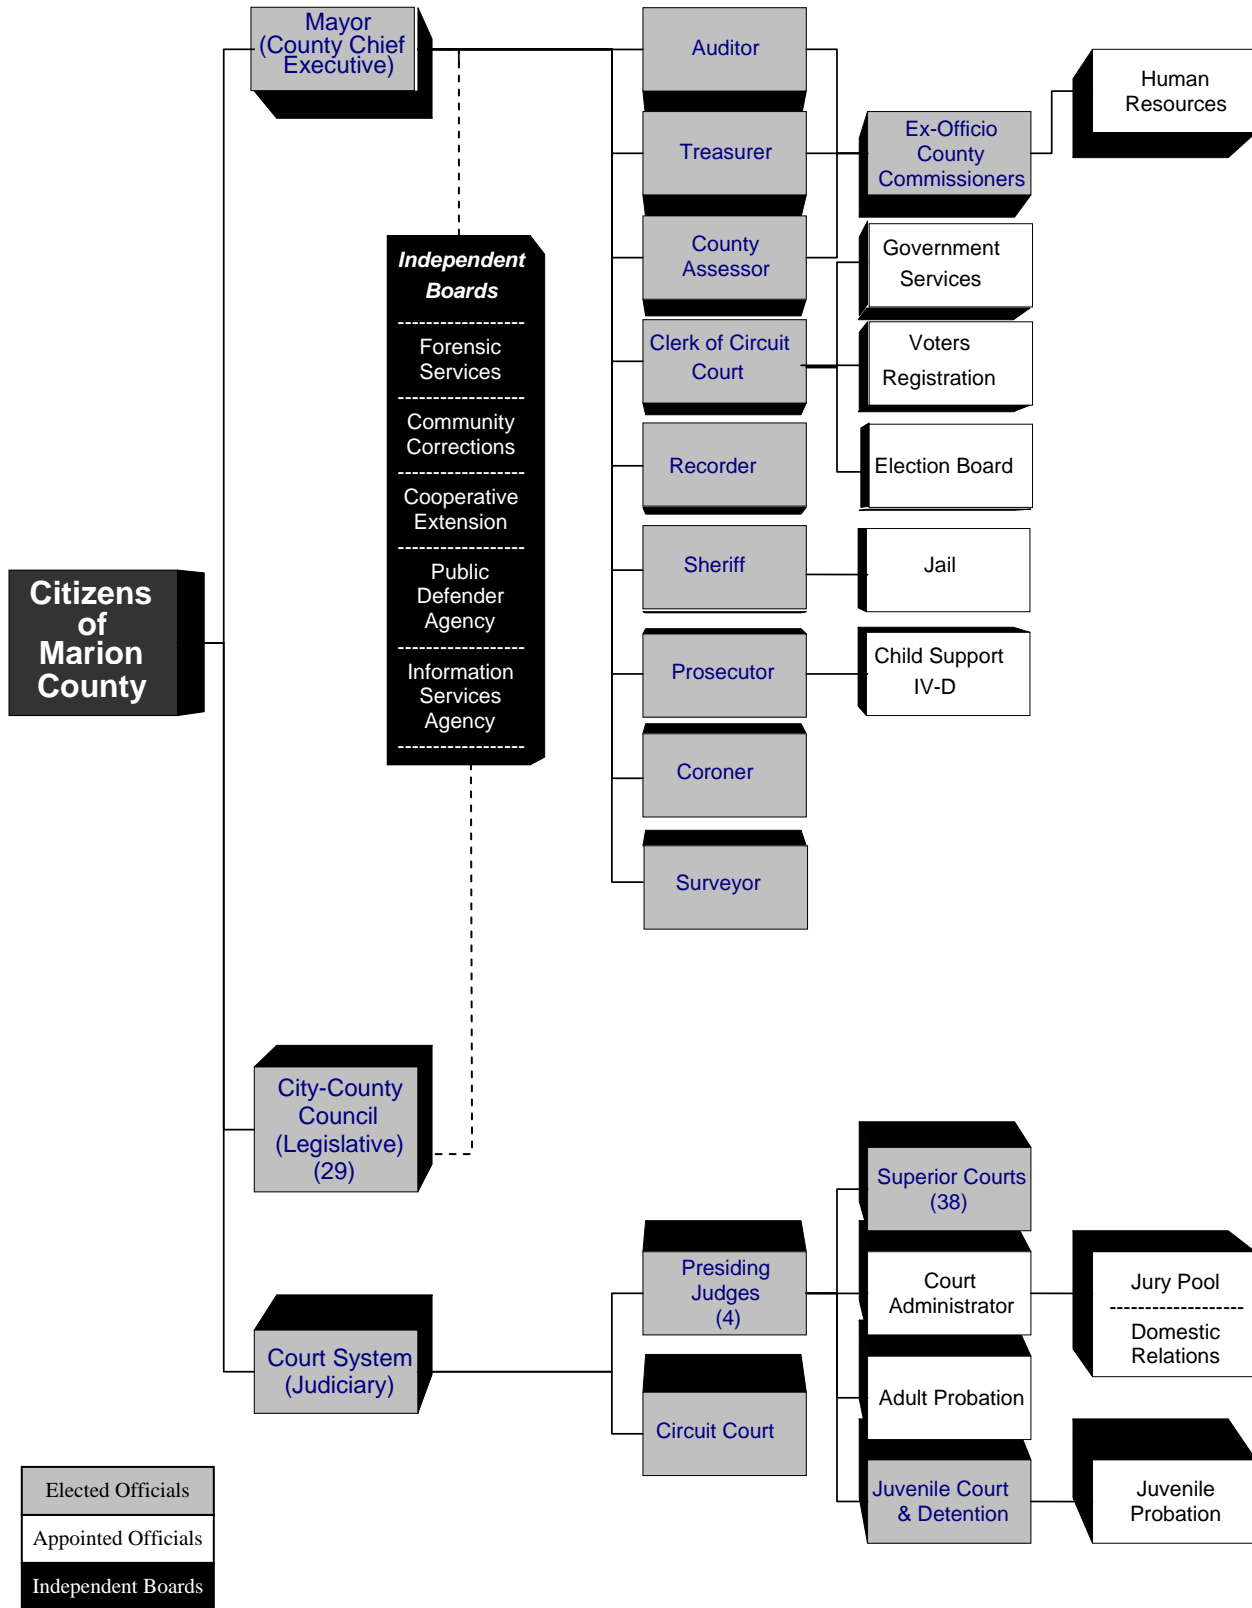 Citizens
of
Marion
County
Mayor
(County Chief
Executive)
Independent
Boards
Forensic
Services
Community
Corrections
Cooperative
Extension
Public
Defender
Agency
Information
Services
Agency
City-County
Council
(Legislative)
(29)
Court System
(Judiciary)
Auditor
Treasurer
County
Assessor
Clerk of Circuit
Court
Recorder
Sheriff
Prosecutor
Coroner
Surveyor
Ex-Officio
County
Commissioners
Human
Resources
Government
Services
Voters
Registration
Election Board
Jail
Child Support
IV-D
Presiding
Judges
(4)
Circuit Court
Superior Courts
(38)
Court
Administrator
Jury Pool
Domestic
Relations
Adult Probation
Juvenile Court
& Detention
Juvenile
Probation
Elected Officials
Appointed Officials
Independent Boards